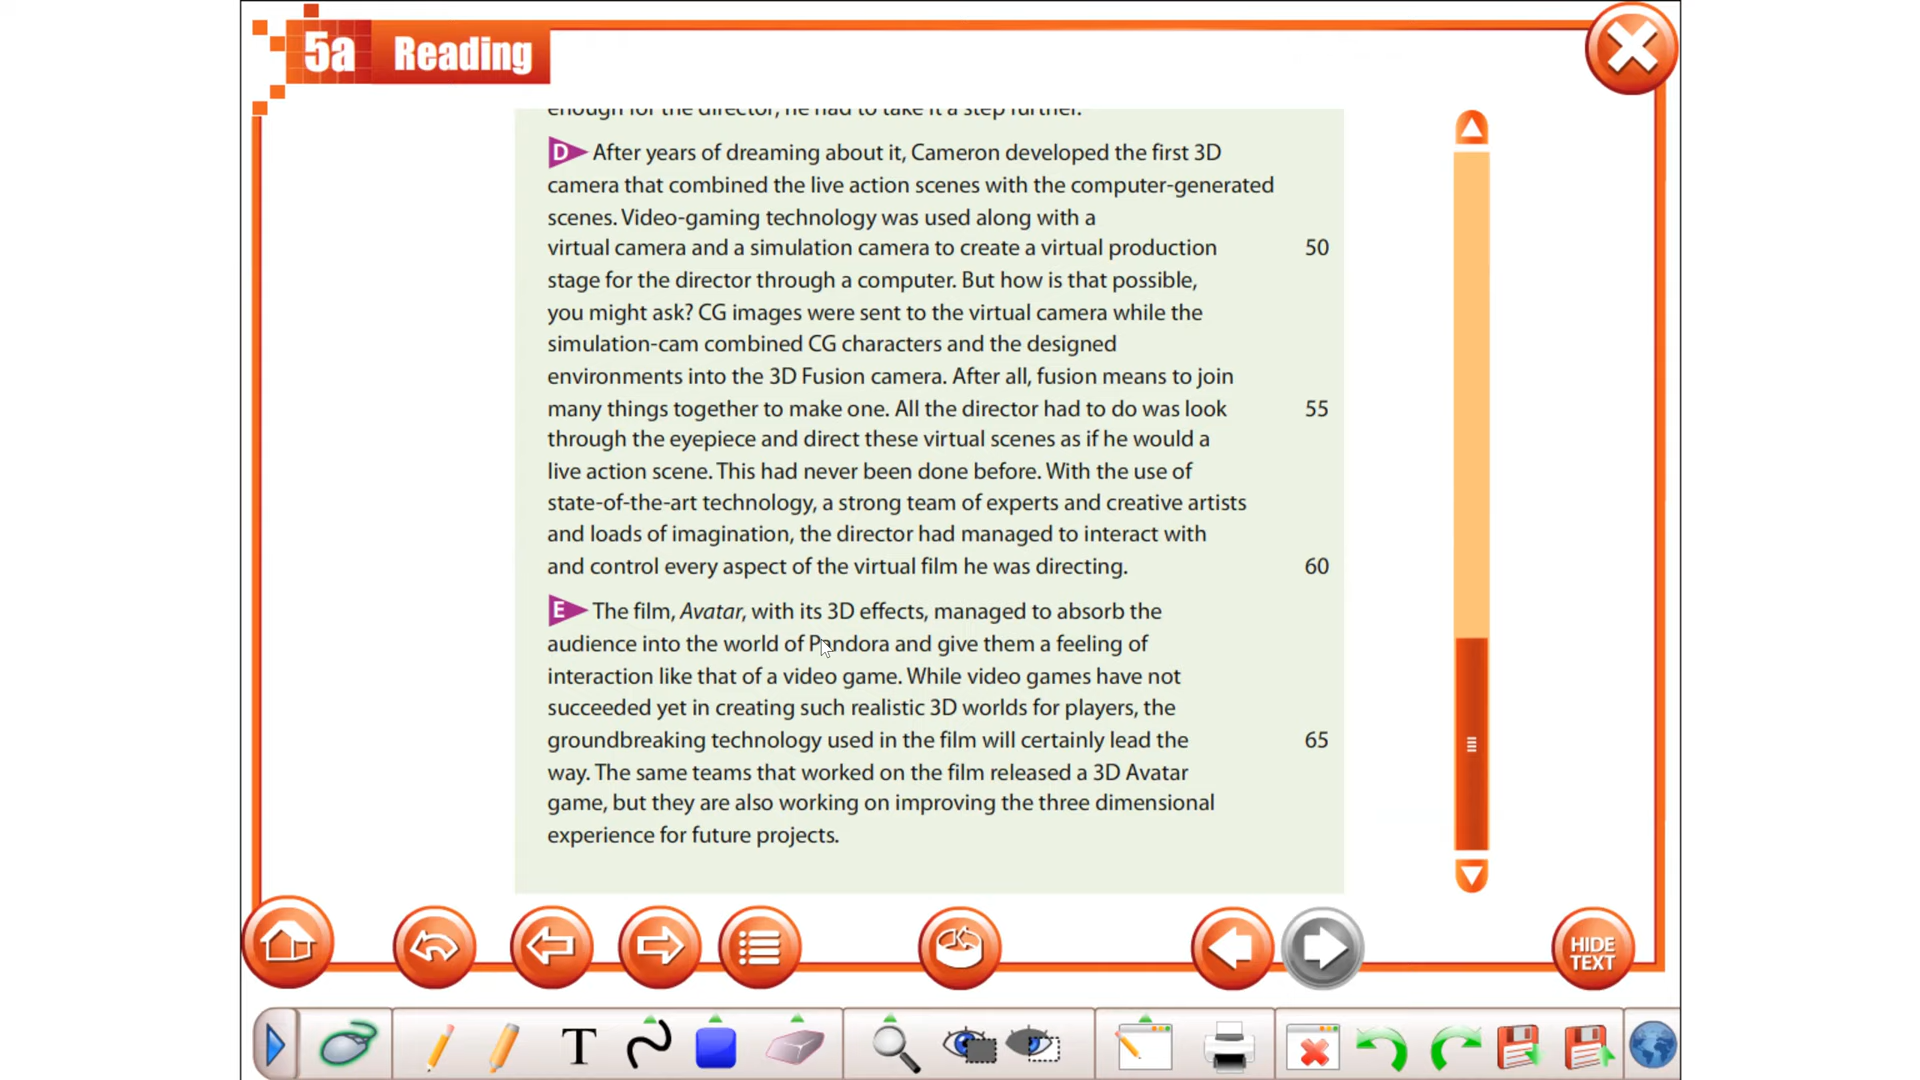 5a Reading
enough for the director, he had to take it a step further.
D After years of dreaming about it, Cameron developed the first 3D
camera that combined the live action scenes with the computer-generated
scenes. Video-gaming technology was used along with a
virtual camera and a simulation camera to create a virtual production 50
stage for the director through a computer. But how is that possible,
you might ask? CG images were sent to the virtual camera while the
simulation-cam combined CG characters and the designed
environments into the 3D Fusion camera. After all, fusion means to join
many things together to make one. All the director had to do was look 55
through the eyepiece and direct these virtual scenes as if he would a
live action scene. This had never been done before. With the use of
state-of-the-art technology, a strong team of experts and creative artists
and loads of imagination, the director had managed to interact with
and control every aspect of the virtual film he was directing. 60
E The film, Avatar, with its 3D effects, managed to absorb the
audience into the world of Pandora and give them a feeling of
interaction like that of a video game. While video games have not
succeeded yet in creating such realistic 3D worlds for players, the
groundbreaking technology used in the film will certainly lead the 65
way. The same teams that worked on the film released a 3D Avatar
game, but they are also working on improving the three dimensional
experience for future projects.
HIDE
TEXT
T